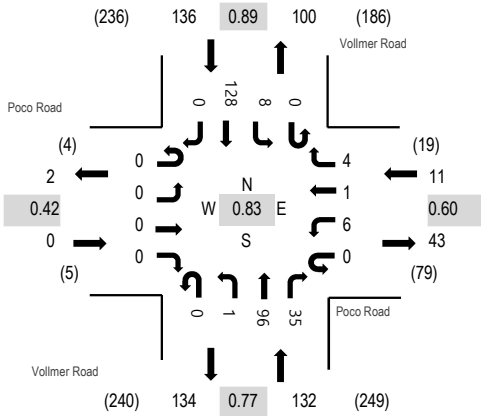 (236) 136 0.89 100 (186)
Vollmer Road
Poco Road
0 128 8 0
(4) 0 4 (19)
2 0 1 11
N
0.42 W 0.83 E 0.60
0 0 6 43
S
(5) 0 0 (79)
0 1 96 35
Poco Road
Vollmer Road
(240) 134 0.77 132 (249)